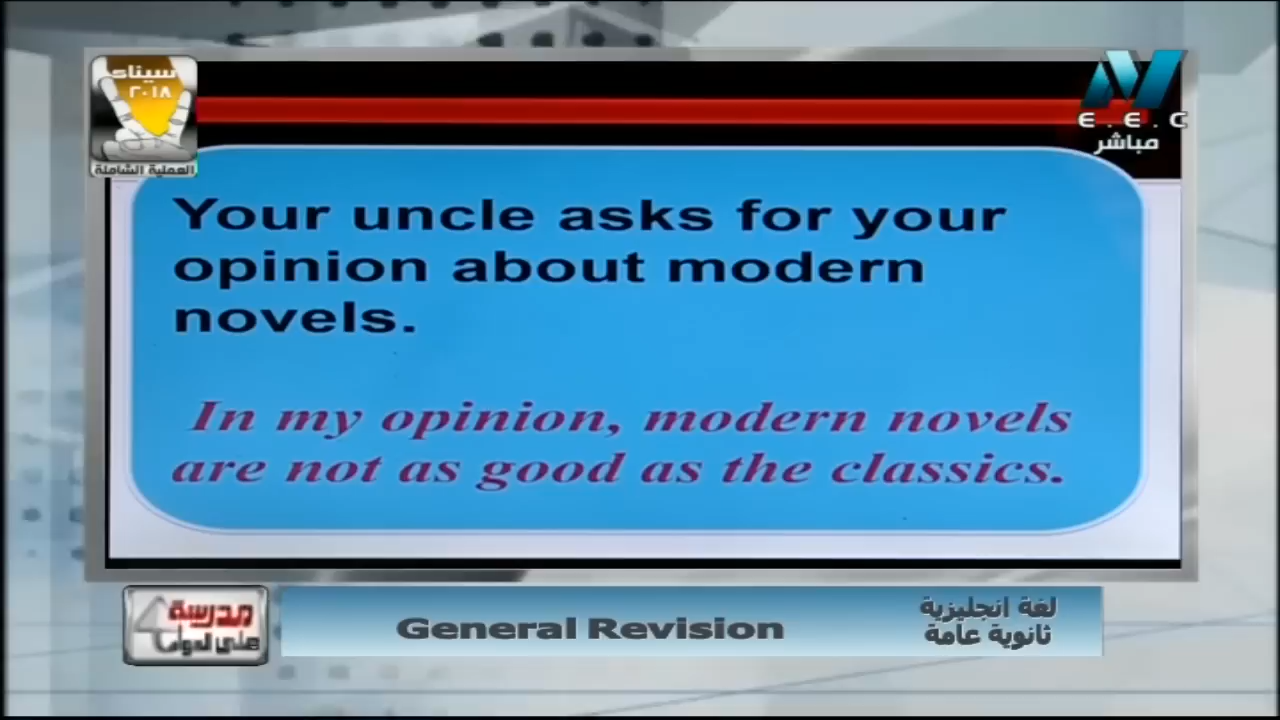 سيناء
٢٠١٨
العملية الشاملة
E.E.C
مباشر
Your uncle asks for your
opinion about modern
novels.
In my opinion, modern novels
are not as good as the classics.
مدرسة
على الهواء
General Revision
لغة انجليزية
ثانوية عامة